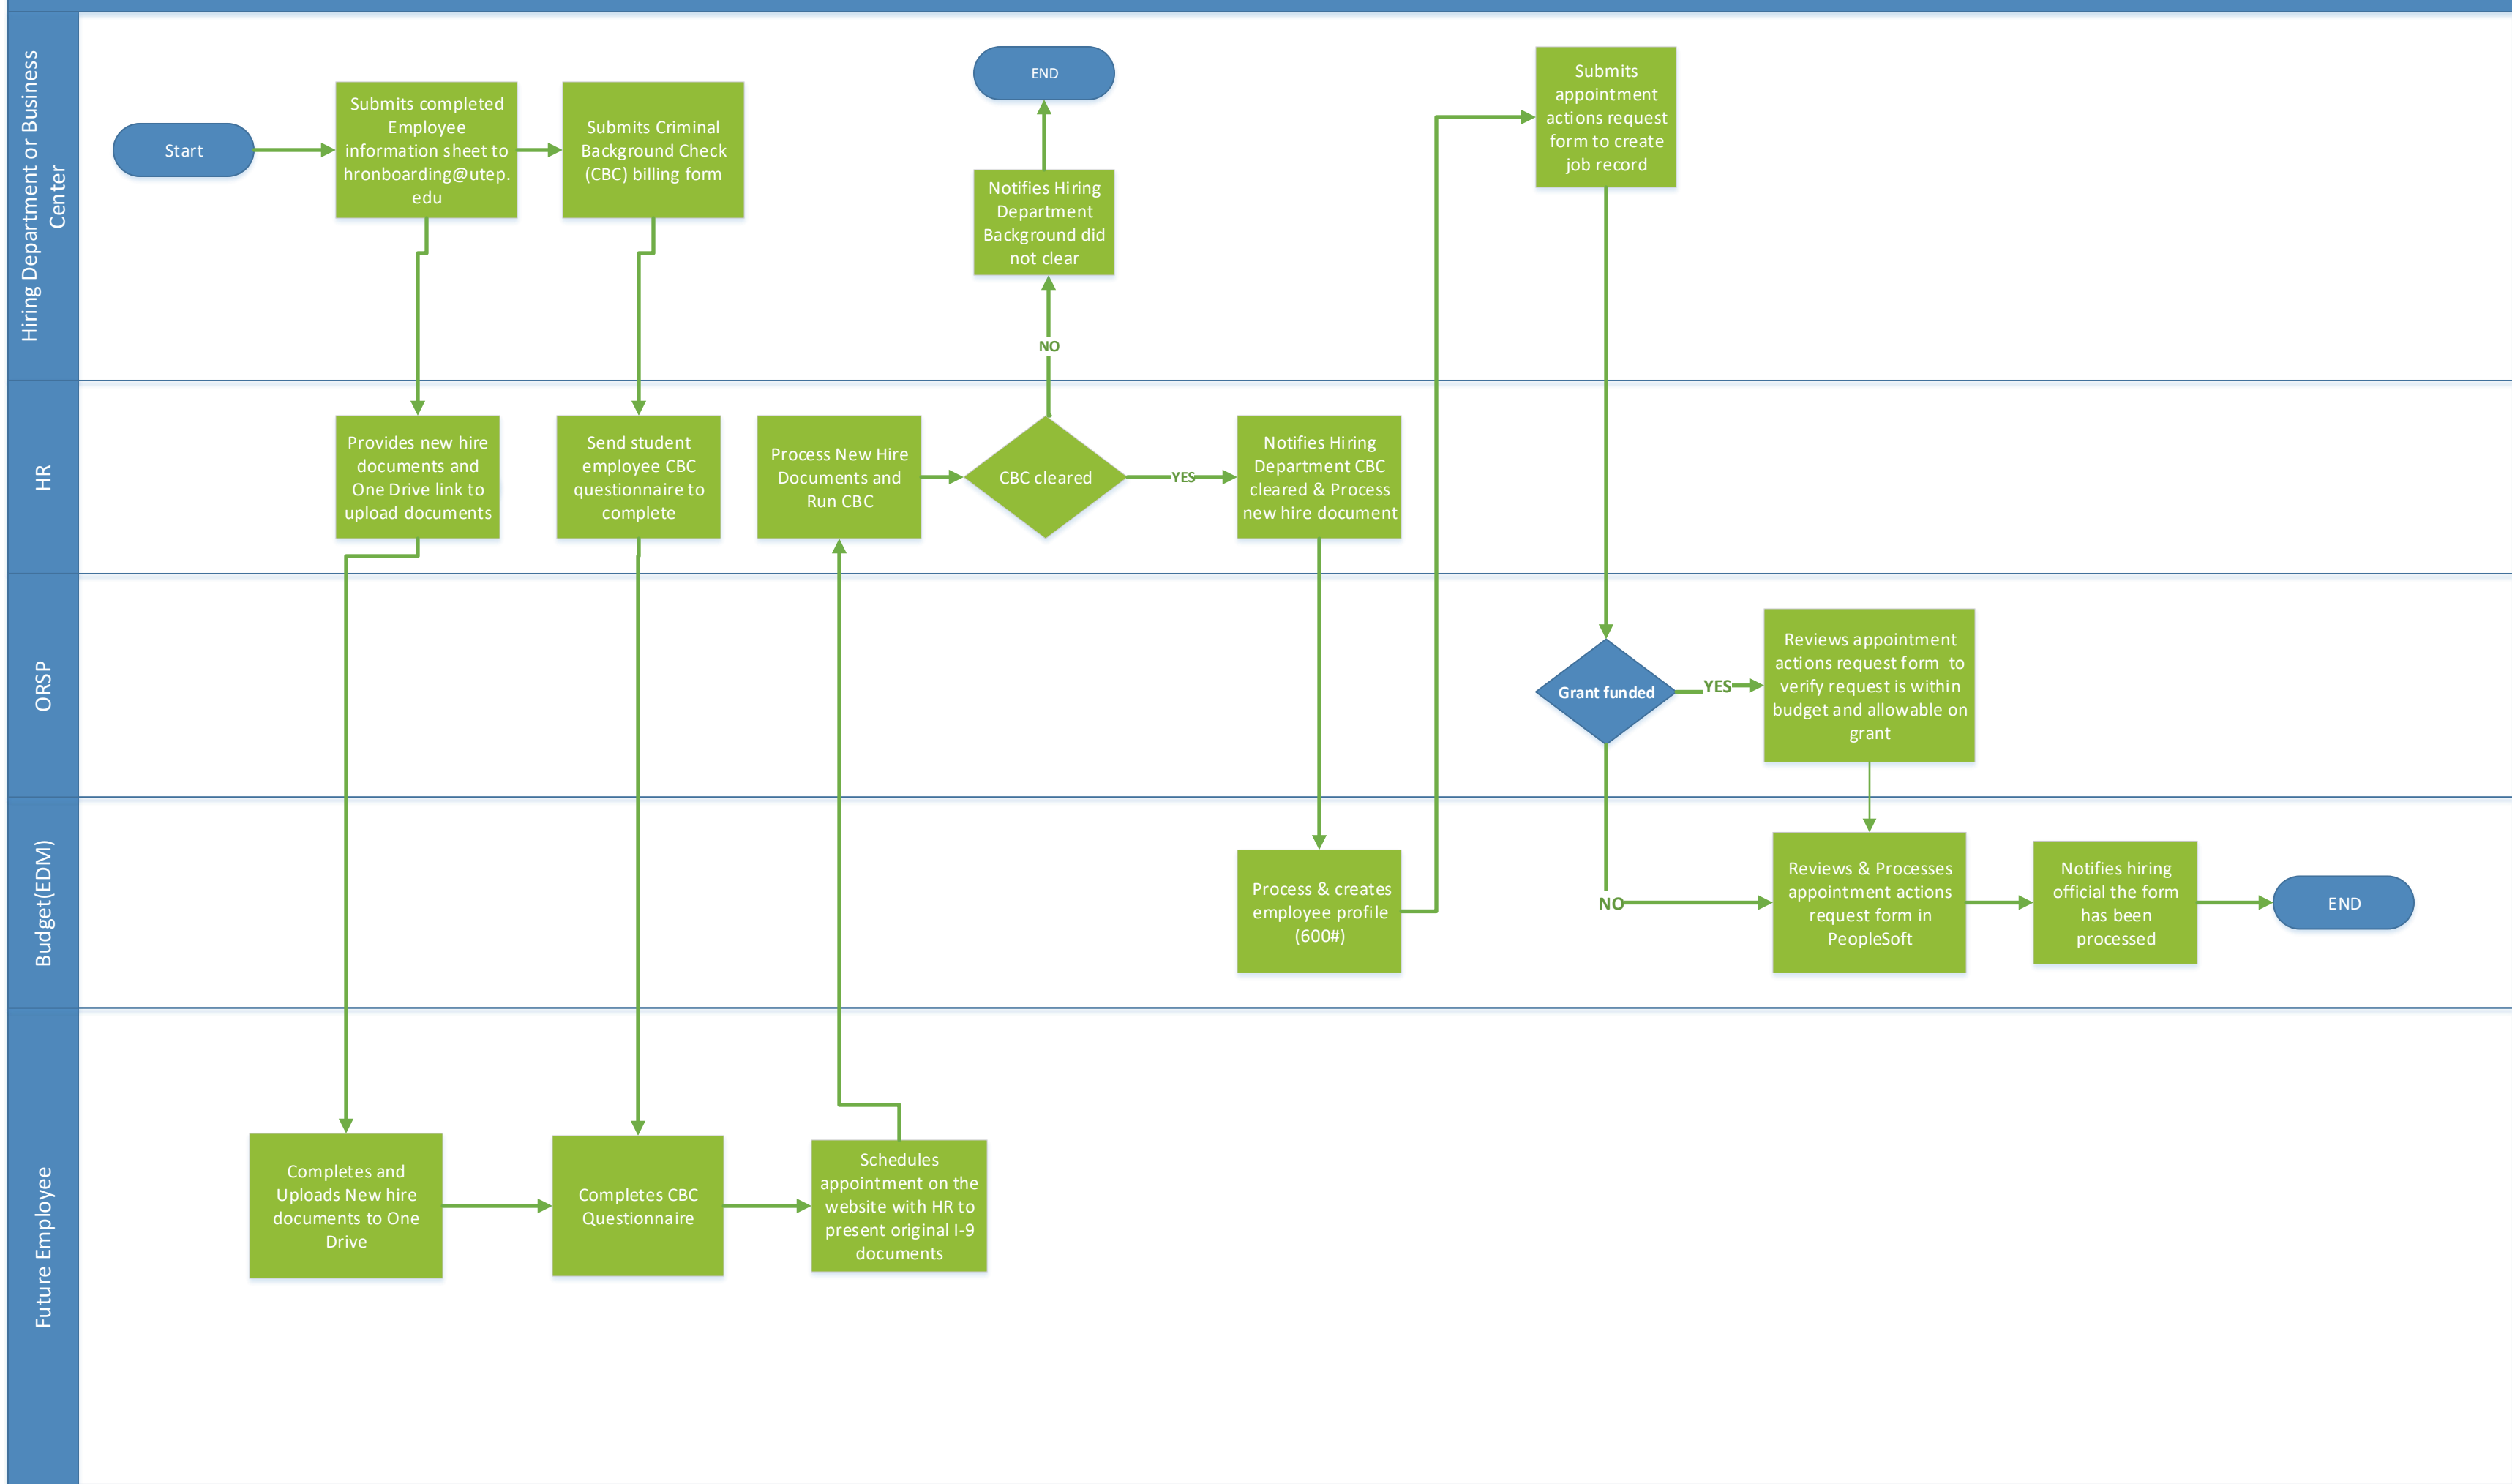 Hiring Department or Business
Center
Start
Submits completed
Employee
information sheet to
hronboarding@utep.
edu
Submits Criminal
Background Check
(CBC) billing form
END
Notifies Hiring
Department
Background did
not clear
NO
Submits
appointment
actions request
form to create
job record
HR
Provides new hire
documents and
One Drive link to
upload documents
Send student
employee CBC
questionnaire to
complete
Process New Hire
Documents and
Run CBC
CBC cleared
YES
Notifies Hiring
Department CBC
cleared & Process
new hire document
ORSP
Grant funded
YES
Reviews appointment
actions request form to
verify request is within
budget and allowable on
grant
Budget(EDM)
Process & creates
employee profile
(600#)
NO
Reviews & Processes
appointment actions
request form in
PeopleSoft
Notifies hiring
official the form
has been
processed
END
Future Employee
Completes and
Uploads New hire
documents to One
Drive
Completes CBC
Questionnaire
Schedules
appointment on the
website with HR to
present original I-9
documents